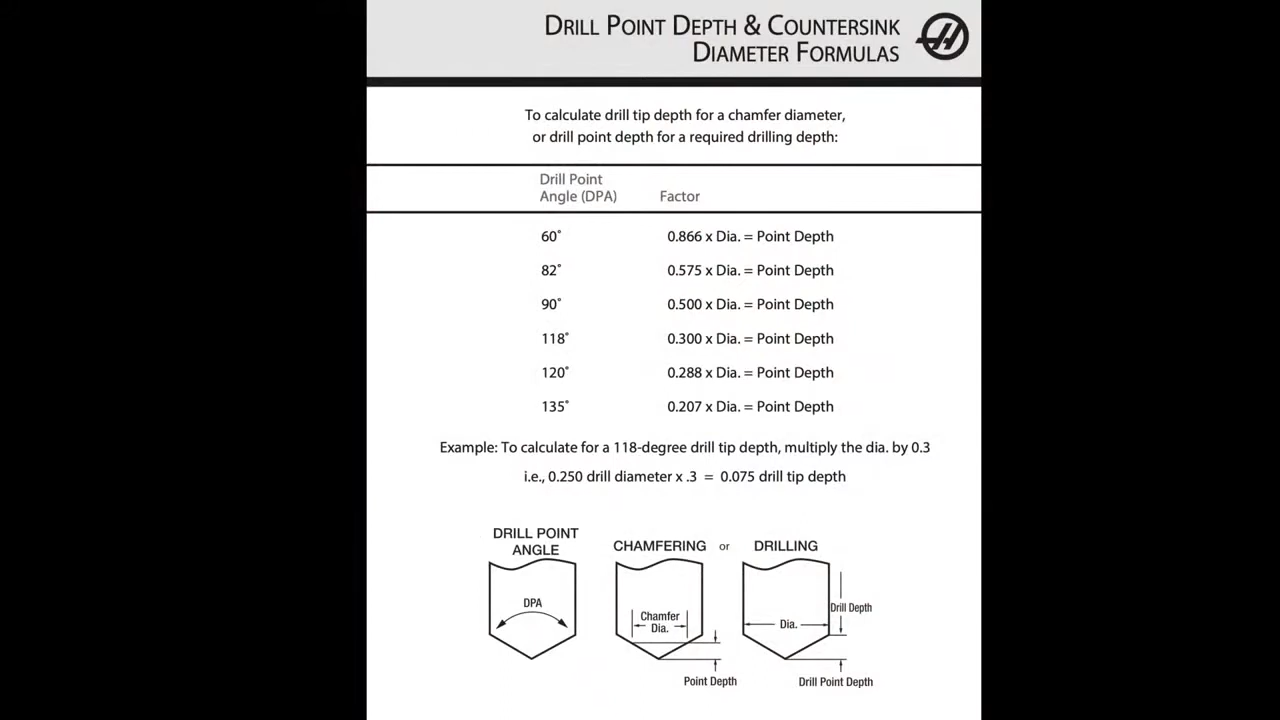 DRILL POINT DEPTH & COUNTERSINK
DIAMETER FORMULAS
To calculate drill tip depth for a chamfer diameter,
or drill point depth for a required drilling depth:
Drill Point
Angle (DPA) Factor
60° 0.866 x Dia. = Point Depth
82° 0.575 x Dia. = Point Depth
90° 0.500 x Dia. = Point Depth
118° 0.300 x Dia. = Point Depth
120° 0.288 x Dia. = Point Depth
135° 0.207 x Dia. = Point Depth
Example: To calculate for a 118-degree drill tip depth, multiply the dia. by 0.3
i.e., 0.250 drill diameter x .3 = 0.075 drill tip depth
DRILL POINT
ANGLE
CHAMFERING or DRILLING
DPA
Chamfer
Dia.
Point Depth
Drill Depth
Dia.
Drill Point Depth